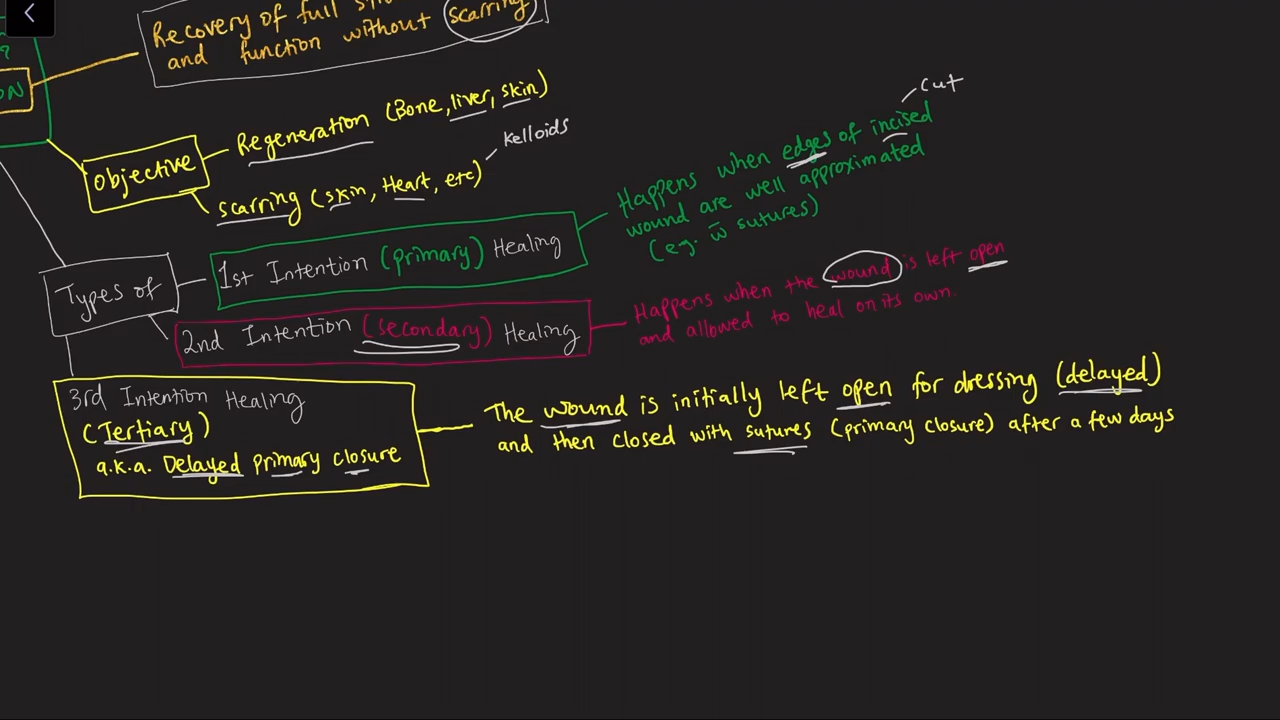 Recovery of full
and function without scarring
?
ON
Objective
Regeneration (Bone, liver, skin)
scarring (skin, Heart, etc)
Kelloids
Types of
1st Intention (primary) Healing
Happens when edges of incised
wound are well approximated
(e.g. w̄ sutures)
cut
2nd Intention (secondary) Healing
Happens when the wound is left open
and allowed to heal on its own.
3rd Intention Healing
(Tertiary)
a.k.a. Delayed primary closure
The wound is initially left open for dressing (delayed)
and then closed with sutures (primary closure) after a few days